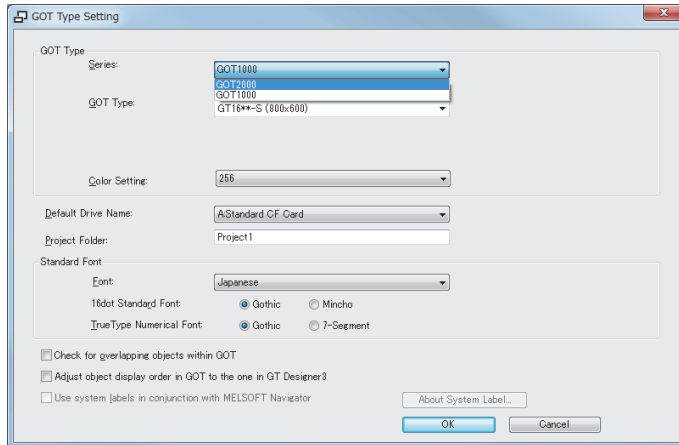 GOT Type Setting
GOT Type
Series: GOT1000
GOT2000
GOT1000
GOT Type: GT16**-S (800x600)
Color Setting: 256
Default Drive Name: A:Standard CF Card
Project Folder: Project1
Standard Font
Font: Japanese
16dot Standard Font: Gothic Mincho
TrueType Numerical Font: Gothic 7-Segment
Check for overlapping objects within GOT
Adjust object display order in GOT to the one in GT Designer3
Use system labels in conjunction with MELSOFT Navigator About System Label...
OK Cancel